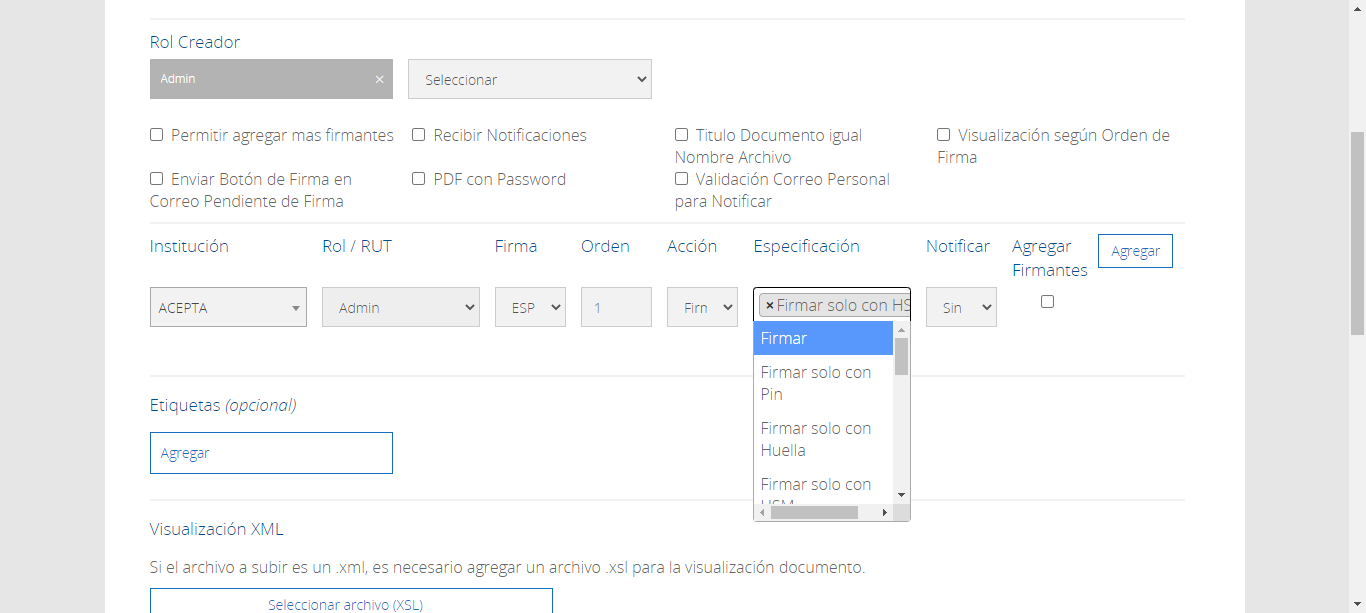 Rol Creador
Admin ×
Seleccionar
Permitir agregar mas firmantes
Recibir Notificaciones
Titulo Documento igual
Nombre Archivo
Visualización según Orden de
Firma
Enviar Botón de Firma en
Correo Pendiente de Firma
PDF con Password
Validación Correo Personal
para Notificar
Institución
Rol / RUT
Firma
Orden
Acción
Especificación
Notificar
Agregar
Firmantes
Agregar
ACEPTA
Admin
ESP
1
Firn
× Firmar solo con HS
Sin
Firmar
Firmar solo con
Pin
Firmar solo con
Huella
Firmar solo con
HSM
Etiquetas (opcional)
Agregar
Visualización XML
Si el archivo a subir es un .xml, es necesario agregar un archivo .xsl para la visualización documento.
Seleccionar archivo (XSL)